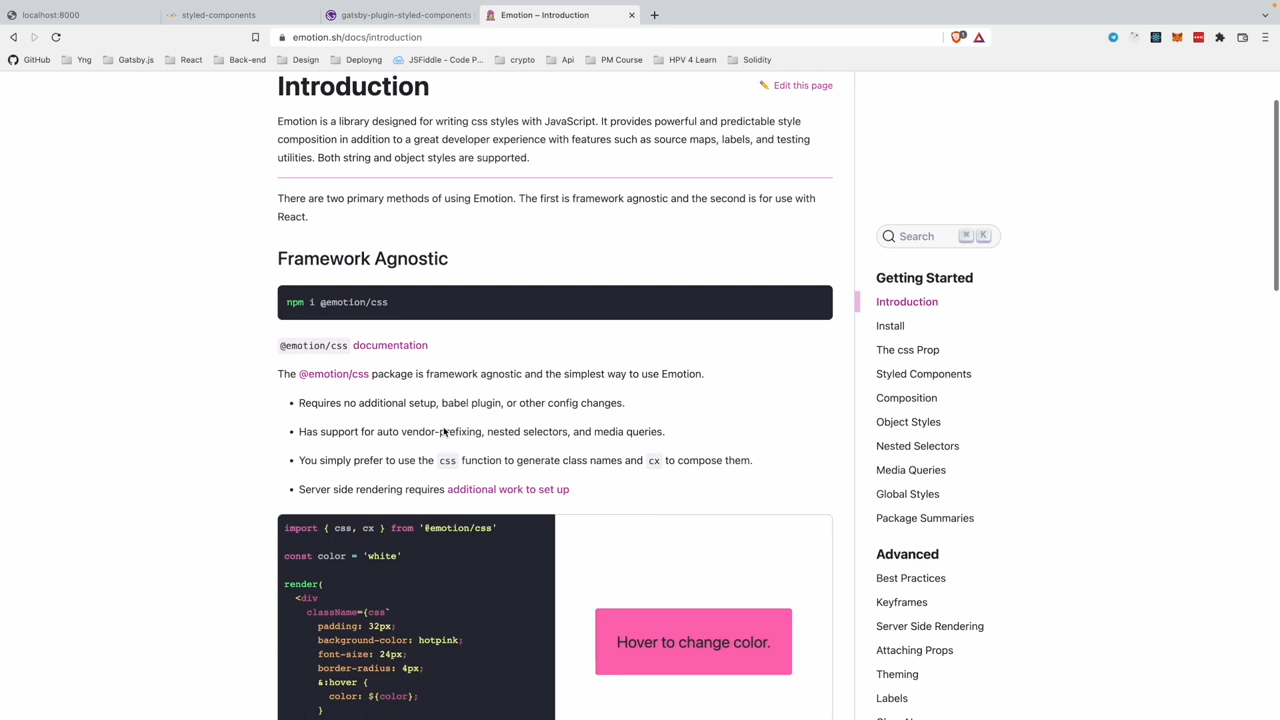 localhost:8000
styled-components
gatsby-plugin-styled-components
Emotion – Introduction
emotion.sh/docs/introduction
1
GitHub
Yng
Gatsby.js
React
Back-end
Design
Deployng
JSFiddle - Code P...
crypto
Api
PM Course
HPV 4 Learn
Solidity
Introduction
Edit this page
Emotion is a library designed for writing css styles with JavaScript. It provides powerful and predictable style
composition in addition to a great developer experience with features such as source maps, labels, and testing
utilities. Both string and object styles are supported.
There are two primary methods of using Emotion. The first is framework agnostic and the second is for use with
React.
Framework Agnostic
npm i @emotion/css
@emotion/css documentation
The @emotion/css package is framework agnostic and the simplest way to use Emotion.
• Requires no additional setup, babel plugin, or other config changes.
• Has support for auto vendor-prefixing, nested selectors, and media queries.
• You simply prefer to use the css function to generate class names and cx to compose them.
• Server side rendering requires additional work to set up
import { css, cx } from '@emotion/css'
const color = 'white'
render(
<div
className={css`
padding: 32px;
background-color: hotpink;
font-size: 24px;
border-radius: 4px;
&:hover {
color: ${color};
}
Hover to change color.
Search ⌘ K
Getting Started
Introduction
Install
The css Prop
Styled Components
Composition
Object Styles
Nested Selectors
Media Queries
Global Styles
Package Summaries
Advanced
Best Practices
Keyframes
Server Side Rendering
Attaching Props
Theming
Labels